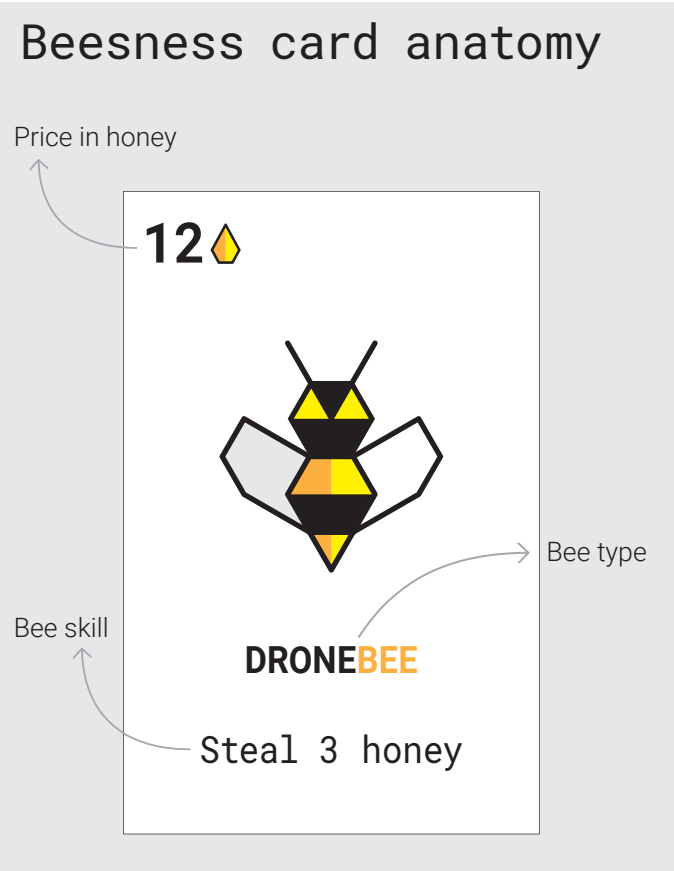 Beesness card anatomy
Price in honey
12
Bee type
Bee skill
DRONEBEE
Steal 3 honey